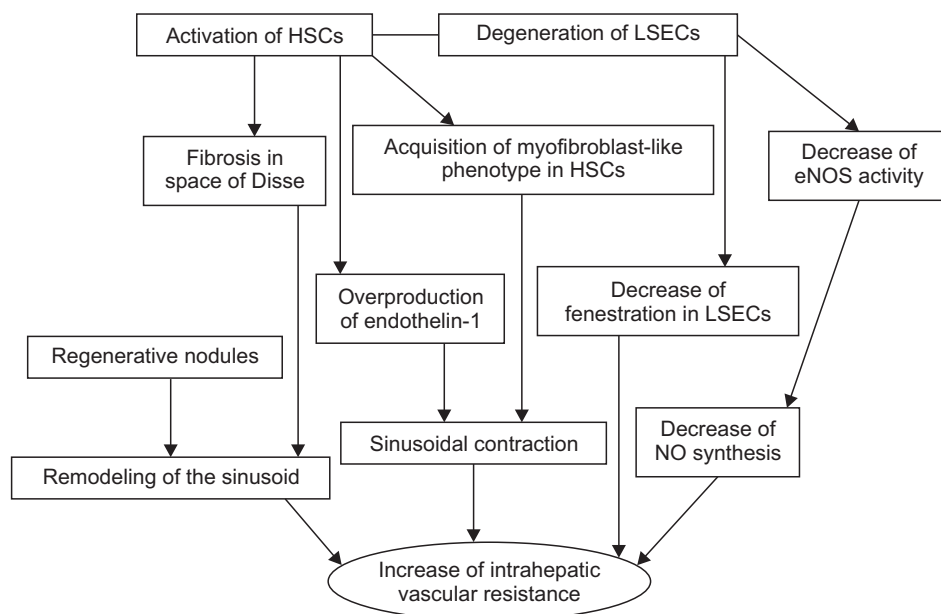 Activation of HSCs
Degeneration of LSECs
Fibrosis in
space of Disse
Acquisition of myofibroblast-like
phenotype in HSCs
Decrease of
eNOS activity
Overproduction
of endothelin-1
Decrease of
fenestration in LSECs
Regenerative nodules
Sinusoidal contraction
Decrease of
NO synthesis
Remodeling of the sinusoid
Increase of intrahepatic
vascular resistance